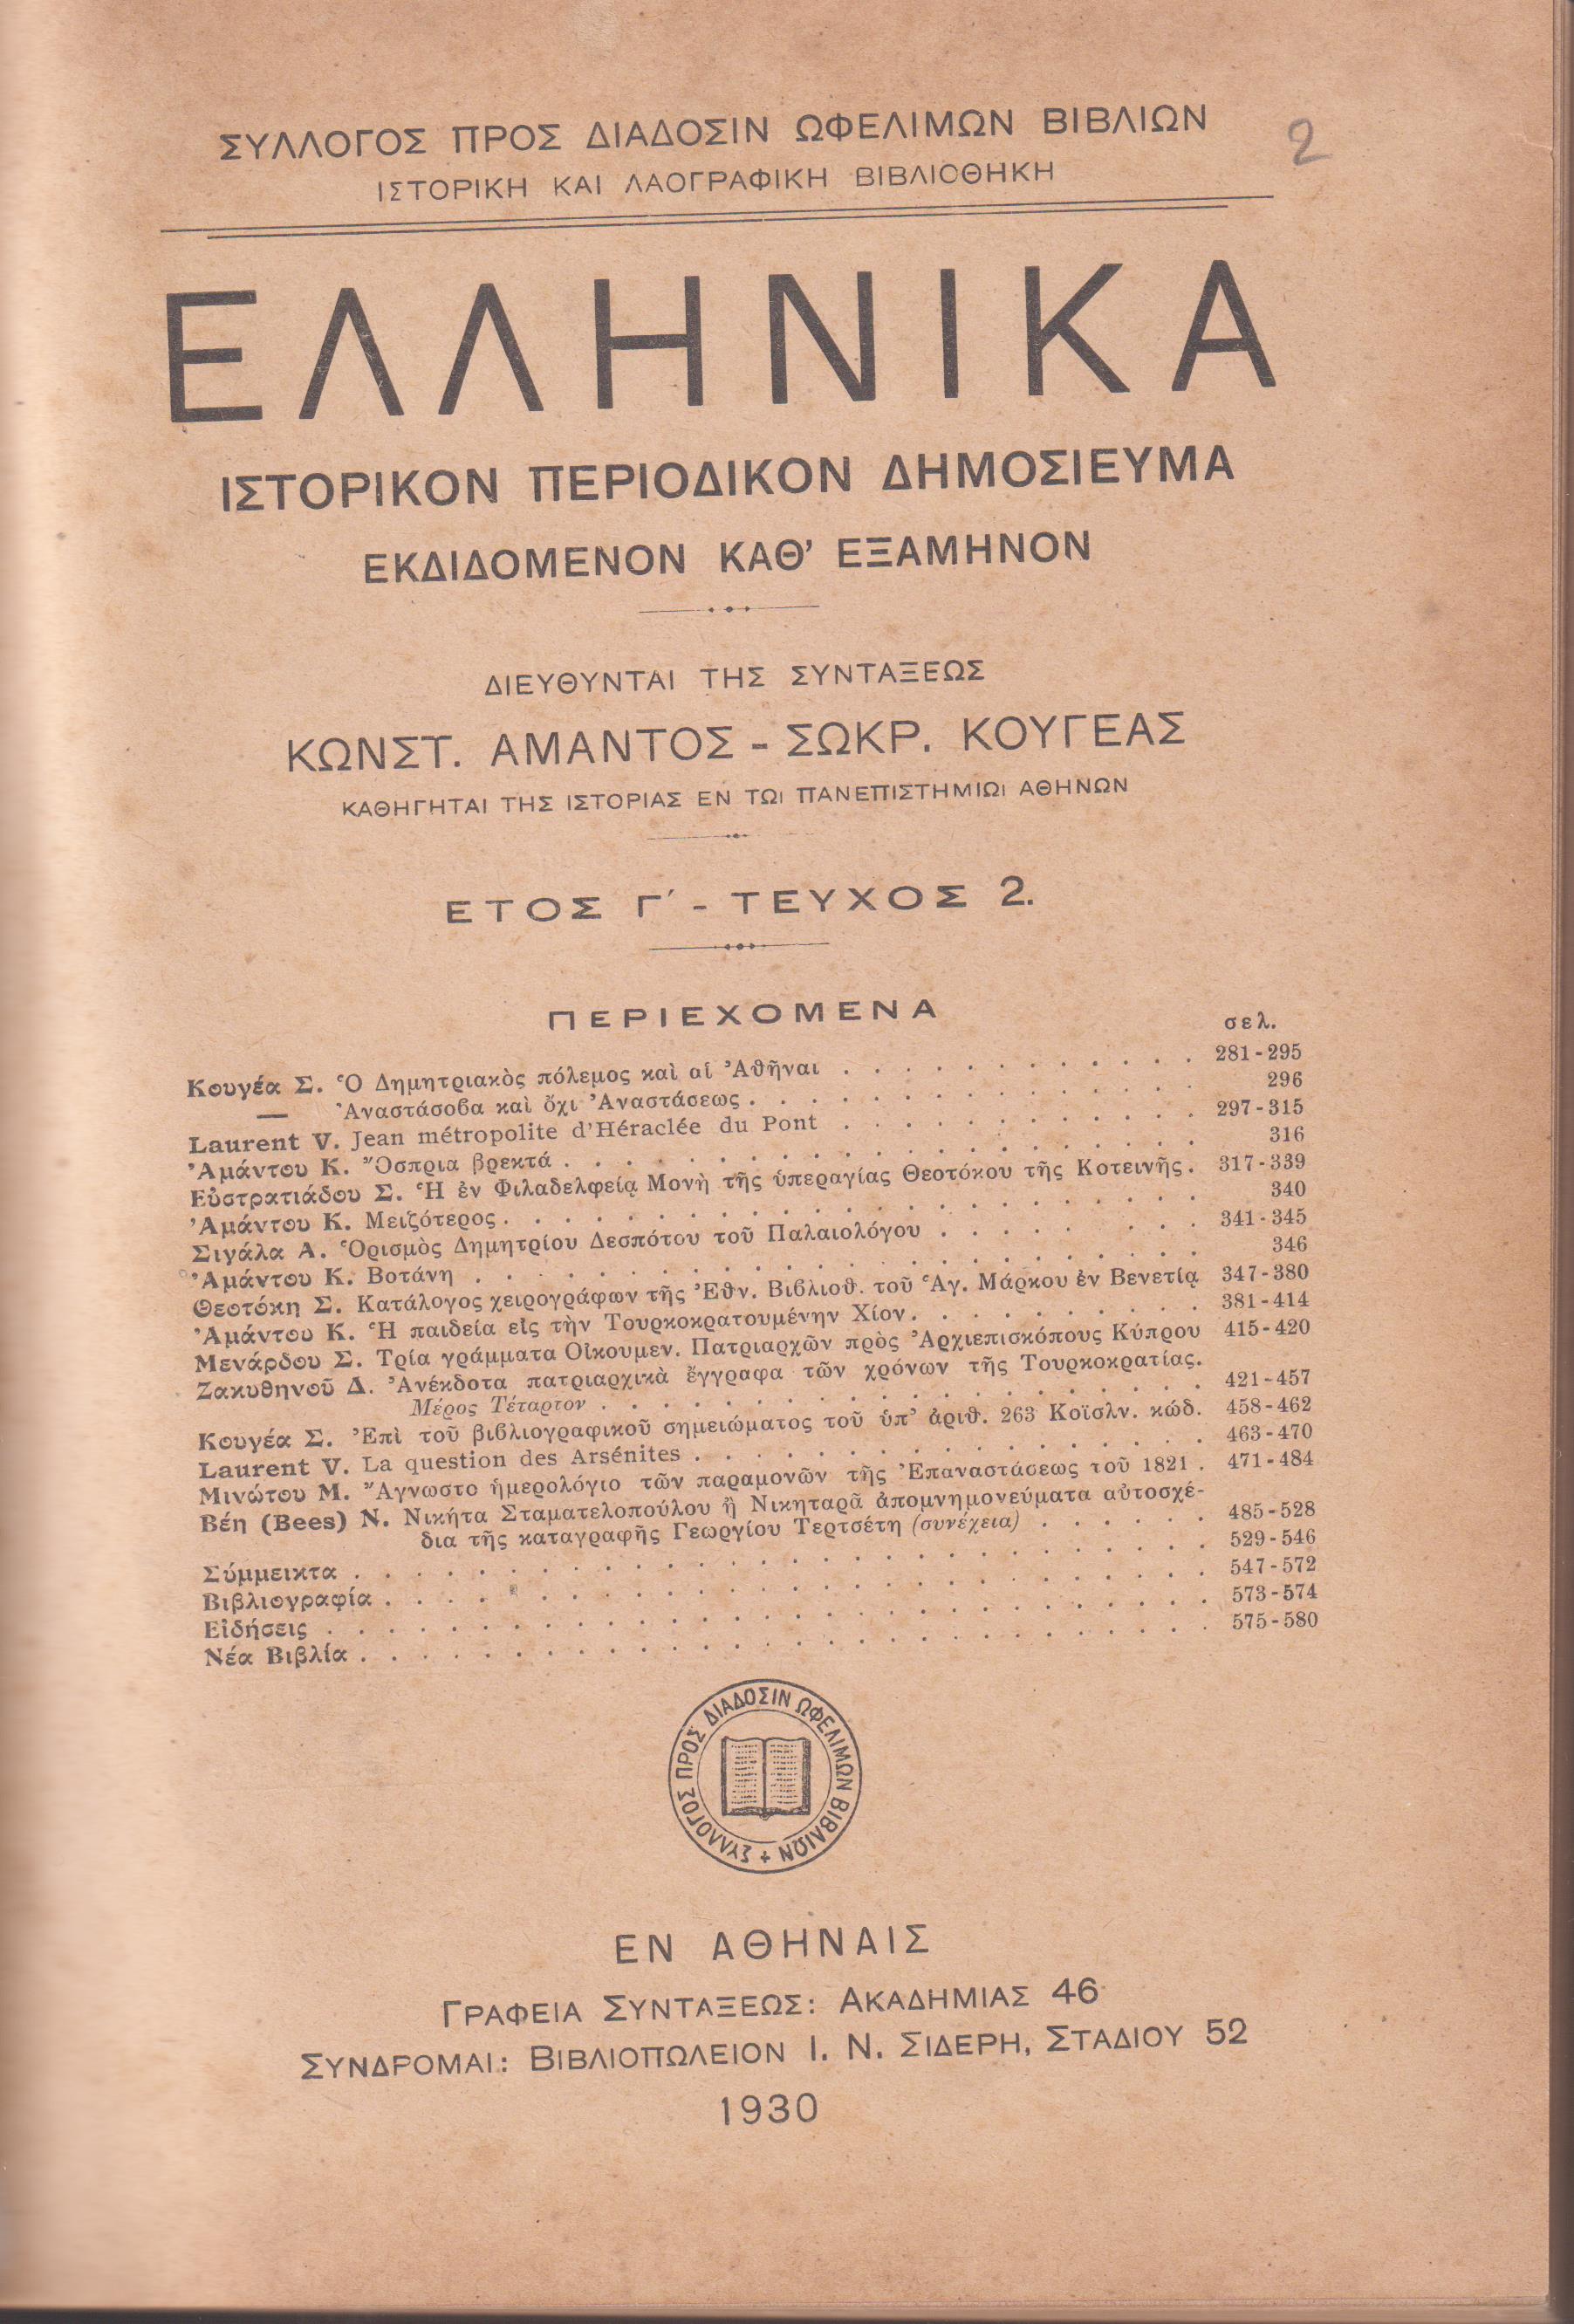 2
ΣΥΛΛΟΓΟΣ ΠΡΟΣ ΔΙΑΔΟΣΙΝ ΩΦΕΛΙΜΩΝ ΒΙΒΛΙΩΝ
ΙΣΤΟΡΙΚΗ ΚΑΙ ΛΑΟΓΡΑΦΙΚΗ ΒΙΒΛΙΟΘΗΚΗ
ΕΛΛΗΝΙΚΑ
ΙΣΤΟΡΙΚΟΝ ΠΕΡΙΟΔΙΚΟΝ ΔΗΜΟΣΙΕΥΜΑ
ΕΚΔΙΔΟΜΕΝΟΝ ΚΑΘ’ ΕΞΑΜΗΝΟΝ
ΔΙΕΥΘΥΝΤΑΙ ΤΗΣ ΣΥΝΤΑΞΕΩΣ
ΚΩΝΣΤ. ΑΜΑΝΤΟΣ - ΣΩΚΡ. ΚΟΥΓΕΑΣ
ΚΑΘΗΓΗΤΑΙ ΤΗΣ ΙΣΤΟΡΙΑΣ ΕΝ ΤΩι ΠΑΝΕΠΙΣΤΗΜΙΩι ΑΘΗΝΩΝ
ΕΤΟΣ Γ΄ - ΤΕΥΧΟΣ 2.
ΠΕΡΙΕΧΟΜΕΝΑ
σελ.
Κουγέα Σ. Ὁ Δημητριακὸς πόλεμος καὶ αἱ Ἀθῆναι . . . . . . . . . . . . 281-295
— Ἀναστάσοβα καὶ ὄχι Ἀναστάσεως . . . . . . . . . . . . . . . 296
Laurent V. Jean métropolite d’Héraclée du Pont . . . . . . . . . . . . 297-315
Ἀμάντου Κ. Ὄσπρια βρεκτά . . . . . . . . . . . . . . . . . . . . . 316
Εὐστρατιάδου Σ. Ἡ ἐν Φιλαδελφείᾳ Μονὴ τῆς ὑπεραγίας Θεοτόκου τῆς Κοτεινῆς. 317-339
Ἀμάντου Κ. Μειζότερος . . . . . . . . . . . . . . . . . . . . . . . 340
Σιγάλα Α. Ὁρισμὸς Δημητρίου Δεσπότου τοῦ Παλαιολόγου . . . . . . . . . 341-345
Ἀμάντου Κ. Βοτάνη . . . . . . . . . . . . . . . . . . . . . . . . 346
Θεοτόκη Σ. Κατάλογος χειρογράφων τῆς Ἐθν. Βιβλιοθ. τοῦ Ἁγ. Μάρκου ἐν Βενετίᾳ 347-380
Ἀμάντου Κ. Ἡ παιδεία εἰς τὴν Τουρκοκρατουμένην Χίον . . . . . . . . . . 381-414
Μενάρδου Σ. Τρία γράμματα Οἰκουμεν. Πατριαρχῶν πρὸς Ἀρχιεπισκόπους Κύπρου 415-420
Ζακυθηνοῦ Δ. Ἀνέκδοτα πατριαρχικὰ ἔγγραφα τῶν χρόνων τῆς Τουρκοκρατίας.
Μέρος Τέταρτον . . . . . . . . . . . . . . . . . . . . 421-457
Κουγέα Σ. Ἐπὶ τοῦ βιβλιογραφικοῦ σημειώματος τοῦ ὑπ’ ἀριθ. 263 Κοϊσλν. κώδ. 458-462
Laurent V. La question des Arsénites . . . . . . . . . . . . . . . . . 463-470
Μινώτου Μ. Ἄγνωστο ἡμερολόγιο τῶν παραμονῶν τῆς Ἐπαναστάσεως τοῦ 1821 . 471-484
Βέη (Bees) Ν. Νικήτα Σταματελοπούλου ἢ Νικηταρᾶ ἀπομνημονεύματα αὐτοσχέ-
δια τῆς καταγραφῆς Γεωργίου Τερτσέτη (συνέχεια) . . . . . . 485-528
Σύμμεικτα . . . . . . . . . . . . . . . . . . . . . . . . . . . . 529-546
Βιβλιογραφία . . . . . . . . . . . . . . . . . . . . . . . . . . . 547-572
Εἰδήσεις . . . . . . . . . . . . . . . . . . . . . . . . . . . . . 573-574
Νέα Βιβλία . . . . . . . . . . . . . . . . . . . . . . . . . . . . 575-580
ΣΥΛΛΟΓΟΣ ΠΡΟΣ ΔΙΑΔΟΣΙΝ ΩΦΕΛΙΜΩΝ ΒΙΒΛΙΩΝ +
ΕΝ ΑΘΗΝΑΙΣ
ΓΡΑΦΕΙΑ ΣΥΝΤΑΞΕΩΣ: ΑΚΑΔΗΜΙΑΣ 46
ΣΥΝΔΡΟΜΑΙ: ΒΙΒΛΙΟΠΩΛΕΙΟΝ Ι. Ν. ΣΙΔΕΡΗ, ΣΤΑΔΙΟΥ 52
1930